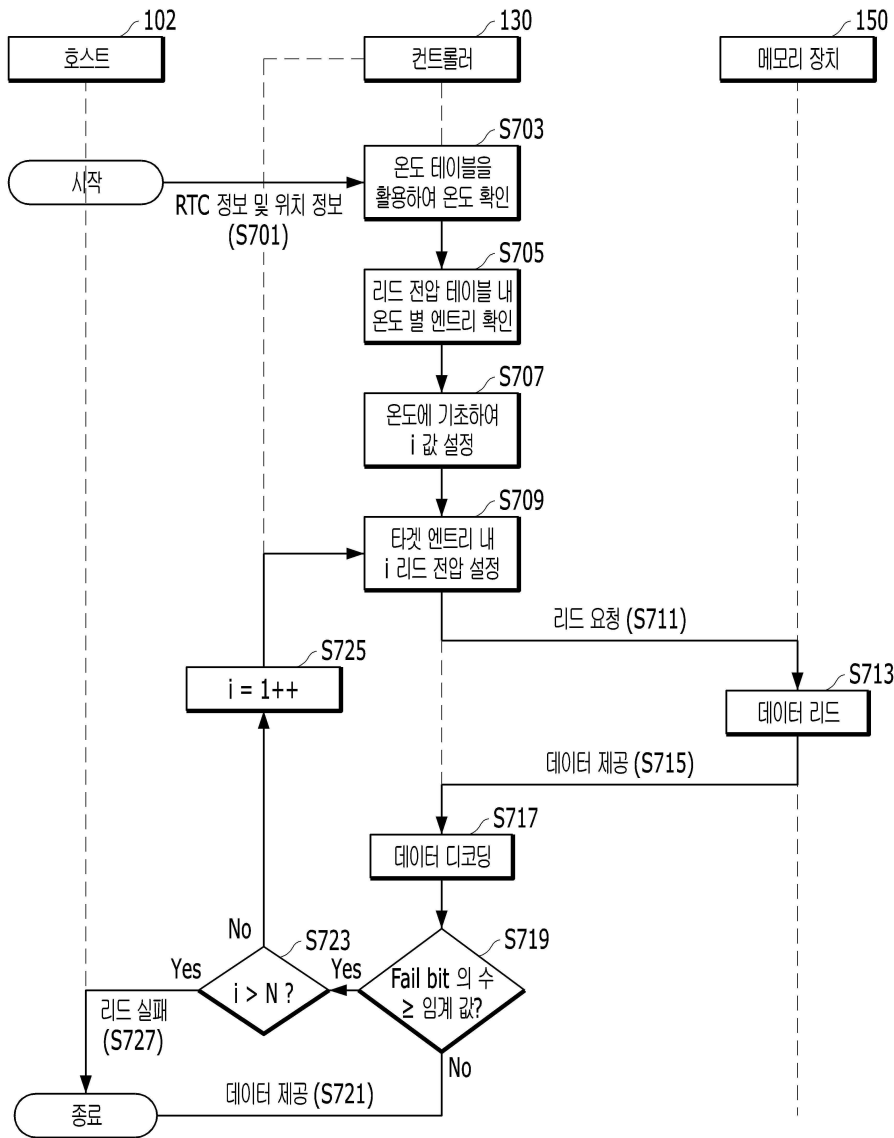 102
130
150
호스트
컨트롤러
메모리 장치
S703
시작
온도 테이블을
활용하여 온도 확인
RTC 정보 및 위치 정보
(S701)
S705
리드 전압 테이블 내
온도 별 엔트리 확인
S707
온도에 기초하여
i 값 설정
S709
타겟 엔트리 내
i 리드 전압 설정
리드 요청 (S711)
S725
i = 1++
S713
데이터 리드
데이터 제공 (S715)
S717
데이터 디코딩
No
S723
S719
Yes
i > N ?
Yes
Fail bit 의 수
≥ 임계 값?
리드 실패
(S727)
No
데이터 제공 (S721)
종료